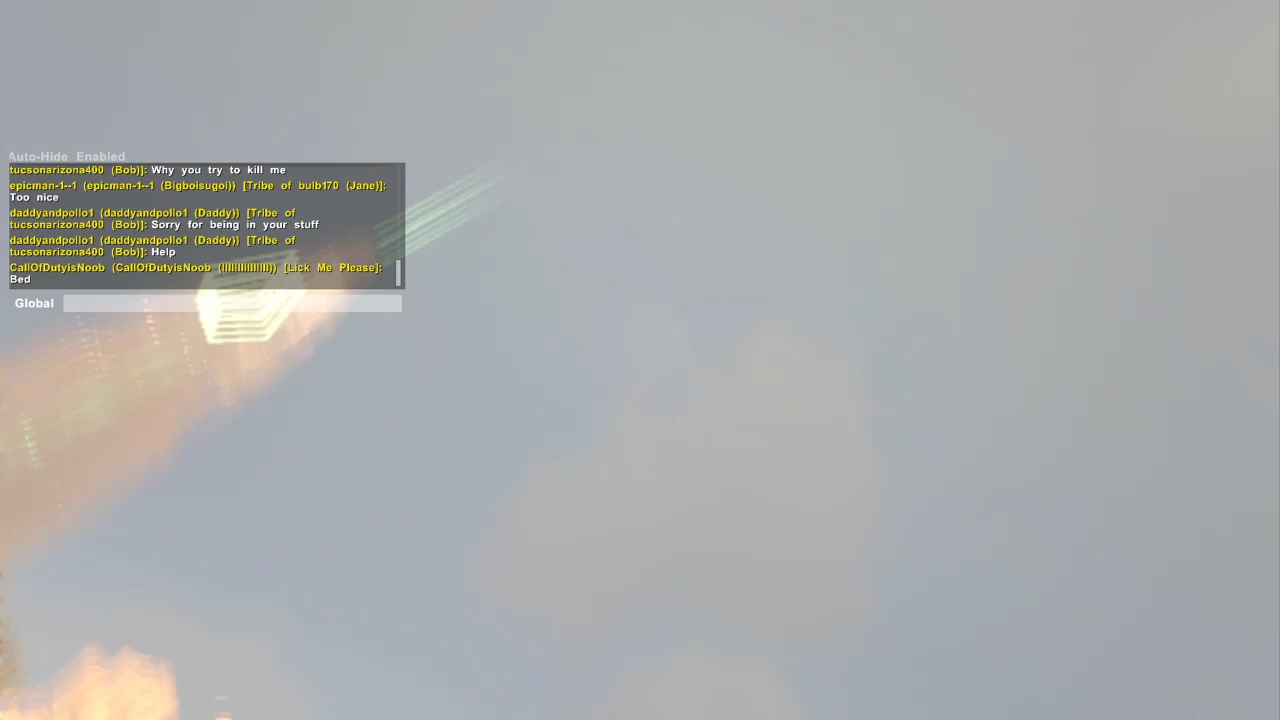 Auto-Hide Enabled
tucsonarizona400 (Bob)]: Why you try to kill me
epicman-1--1 (epicman-1--1 (Bigboisugoi)) [Tribe of bulb170 (Jane)]:
Too nice
daddyandpollo1 (daddyandpollo1 (Daddy)) [Tribe of
tucsonarizona400 (Bob)]: Sorry for being in your stuff
daddyandpollo1 (daddyandpollo1 (Daddy)) [Tribe of
tucsonarizona400 (Bob)]: Help
CallOfDutyisNoob (CallOfDutyisNoob [Lick Me Please]:
Bed
Global